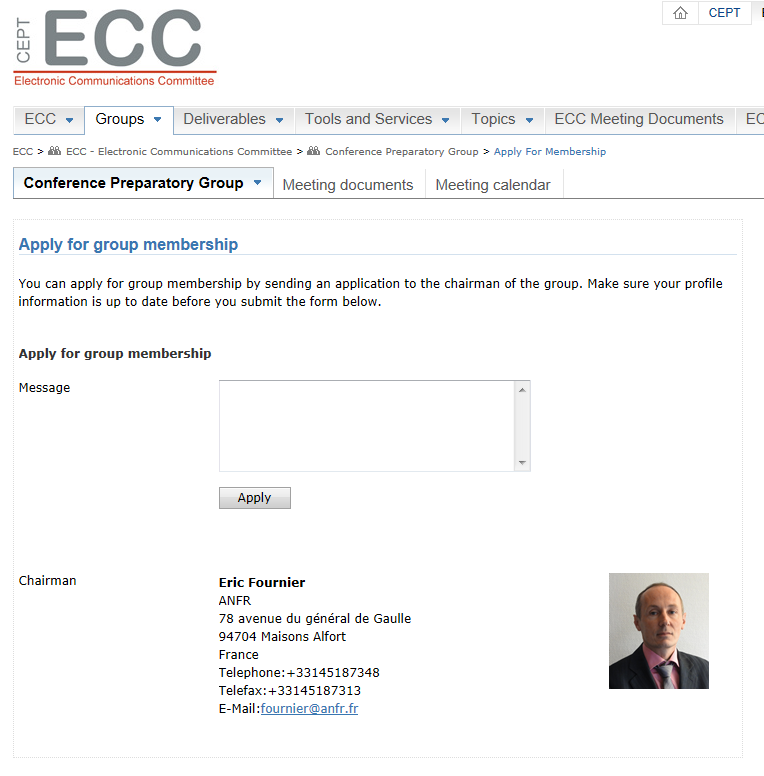 CEPT
ECC
Electronic Communications Committee
CEPT
ECC Groups Deliverables Tools and Services Topics ECC Meeting Documents EC
ECC > ECC - Electronic Communications Committee > Conference Preparatory Group > Apply For Membership
Conference Preparatory Group Meeting documents Meeting calendar
Apply for group membership
You can apply for group membership by sending an application to the chairman of the group. Make sure your profile
information is up to date before you submit the form below.
Apply for group membership
Message
Apply
Chairman
Eric Fournier
ANFR
78 avenue du général de Gaulle
94704 Maisons Alfort
France
Telephone:+33145187348
Telefax:+33145187313
E-Mail:fournier@anfr.fr